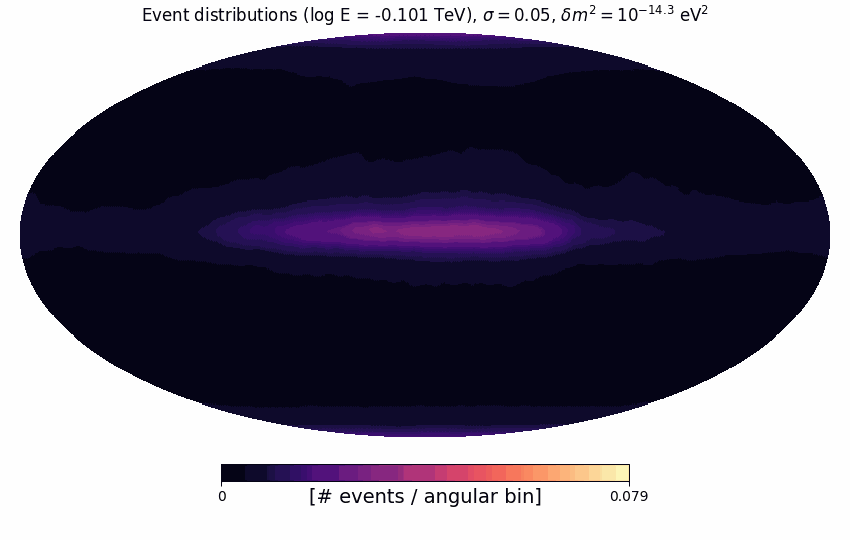 Event distributions (log E = -0.101 TeV), σ = 0.05, δm² = 10⁻¹⁴·³ eV²
0
0.079
[# events / angular bin]